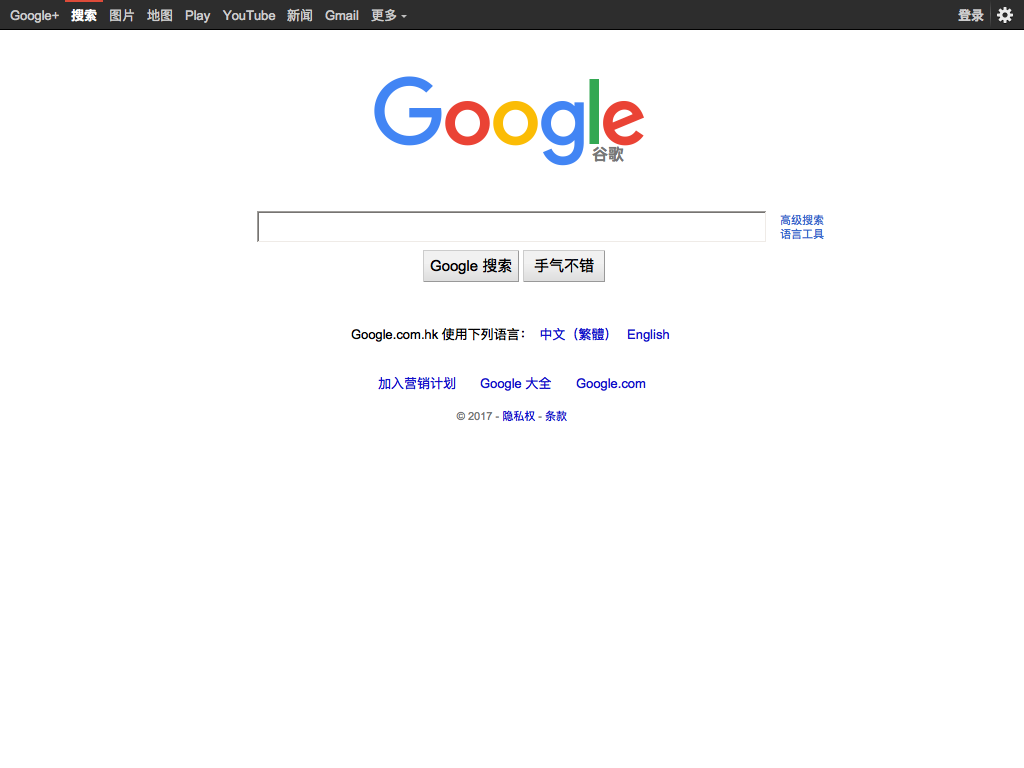 Google+ 搜索 图片 地图 Play YouTube 新闻 Gmail 更多 登录
Google
谷歌
高级搜索
语言工具
Google 搜索 手气不错
Google.com.hk 使用下列语言： 中文（繁體） English
加入营销计划 Google 大全 Google.com
© 2017 - 隐私权 - 条款